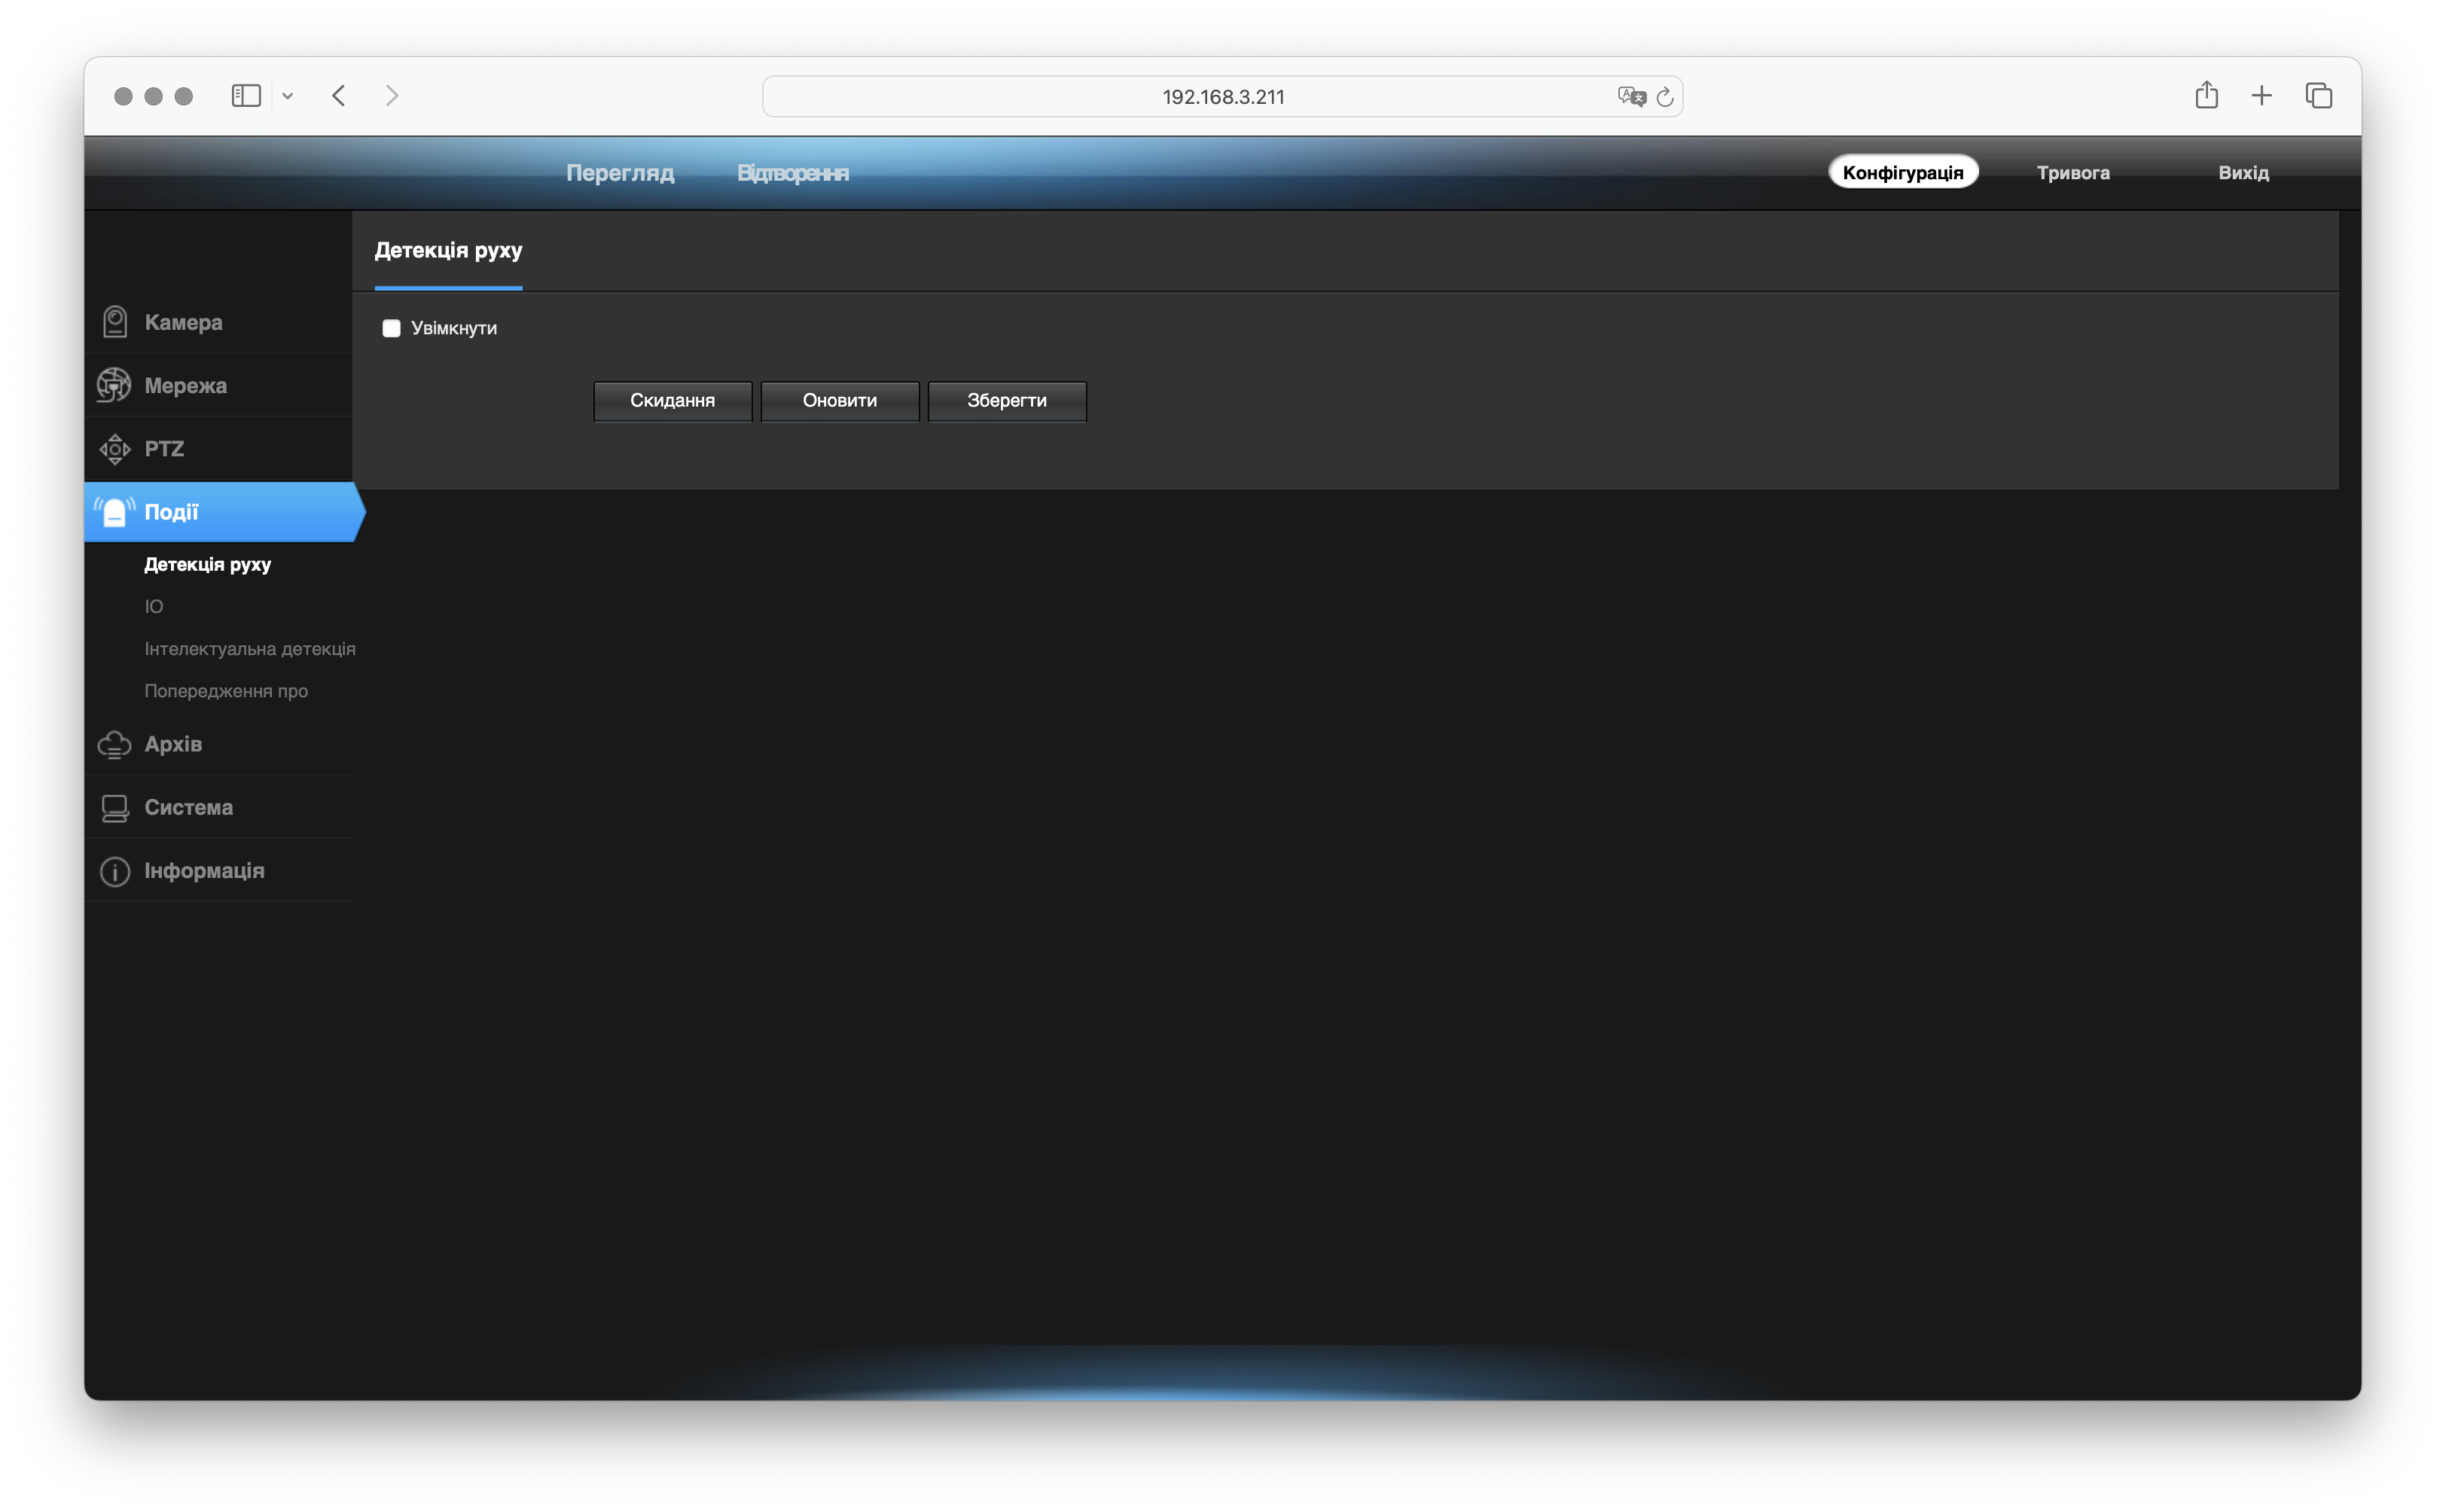 192.168.3.211
Перегляд
Відтворення
Конфігурація
Тривога
Вихід
Детекція руху
Увімкнути
Скидання
Оновити
Зберегти
Камера
Мережа
PTZ
Події
Детекція руху
IO
Інтелектуальна детекція
Попередження про
Архів
Система
Інформація